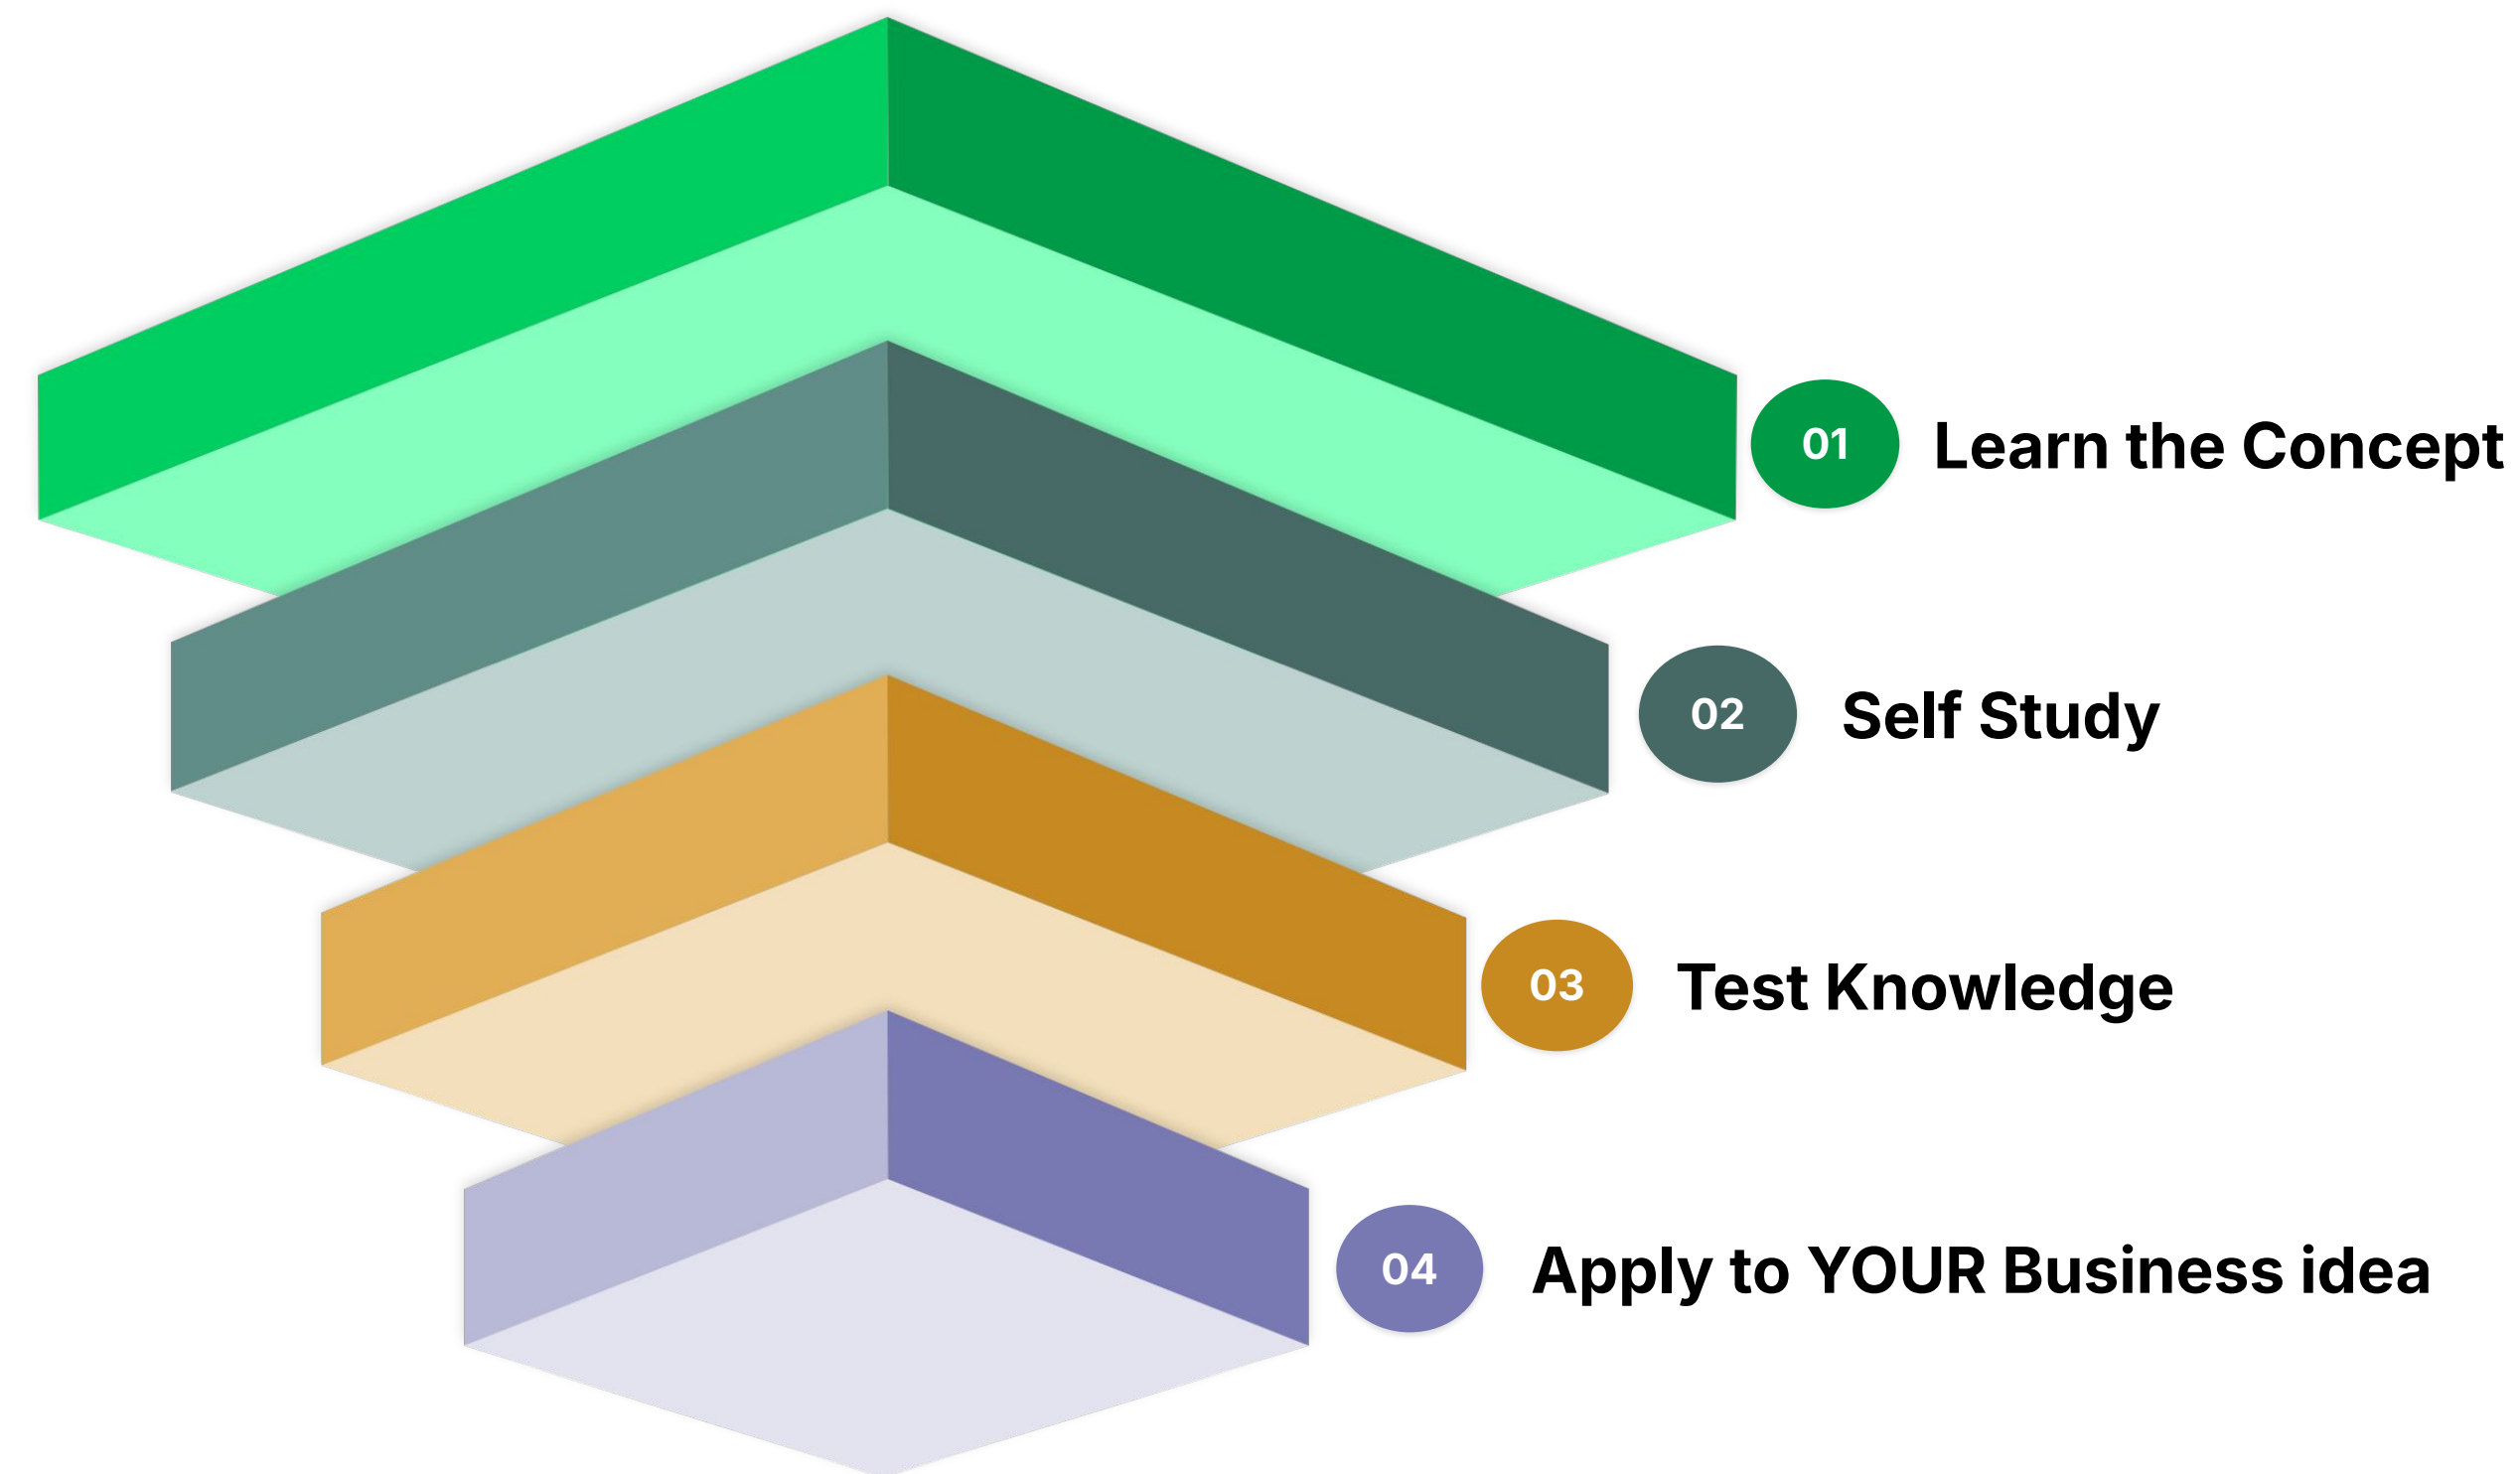 01 Learn the Concept
02 Self Study
03 Test Knowledge
04 Apply to YOUR Business idea